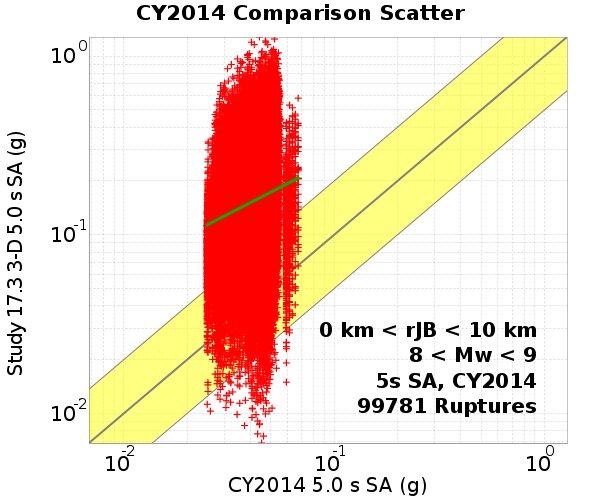 CY2014 Comparison Scatter
Study 17.3 3-D 5.0 s SA (g)
10^0
10^-1
10^-2
0 km < rJB < 10 km
8 < Mw < 9
5s SA, CY2014
99781 Ruptures
10^-2 10^-1 10^0
CY2014 5.0 s SA (g)